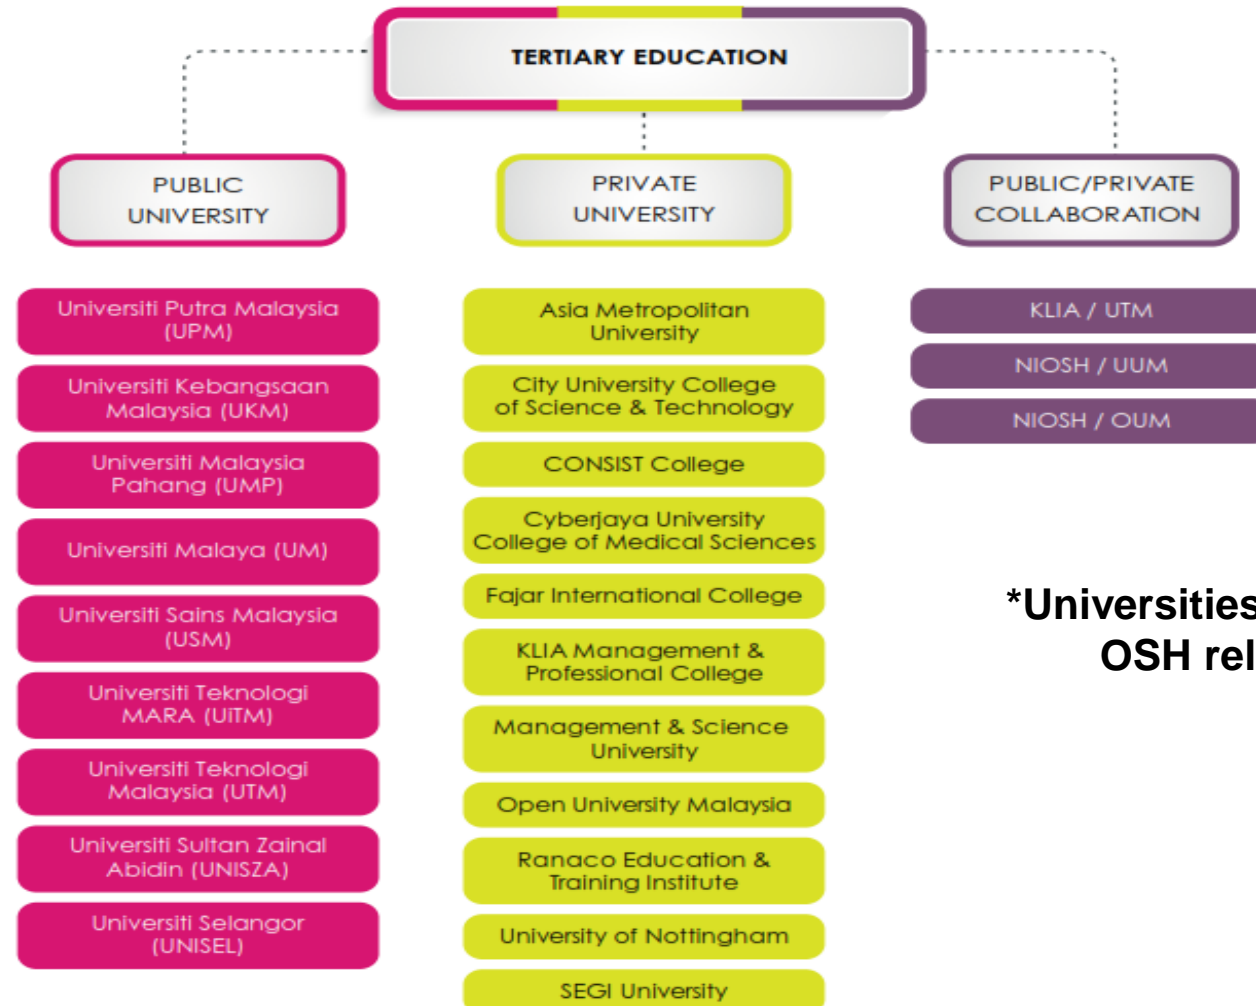 TERTIARY EDUCATION
PUBLIC
UNIVERSITY
Universiti Putra Malaysia
(UPM)
Universiti Kebangsaan
Malaysia (UKM)
Universiti Malaysia
Pahang (UMP)
Universiti Malaya (UM)
Universiti Sains Malaysia
(USM)
Universiti Teknologi
MARA (UiTM)
Universiti Teknologi
Malaysia (UTM)
Universiti Sultan Zainal
Abidin (UNISZA)
Universiti Selangor
(UNISEL)
PRIVATE
UNIVERSITY
Asia Metropolitan
University
City University College
of Science & Technology
CONSIST College
Cyberjaya University
College of Medical Sciences
Fajar International College
KLIA Management &
Professional College
Management & Science
University
Open University Malaysia
Ranaco Education &
Training Institute
University of Nottingham
SEGI University
PUBLIC/PRIVATE
COLLABORATION
KLIA / UTM
NIOSH / UUM
NIOSH / OUM
*Universities
OSH rel